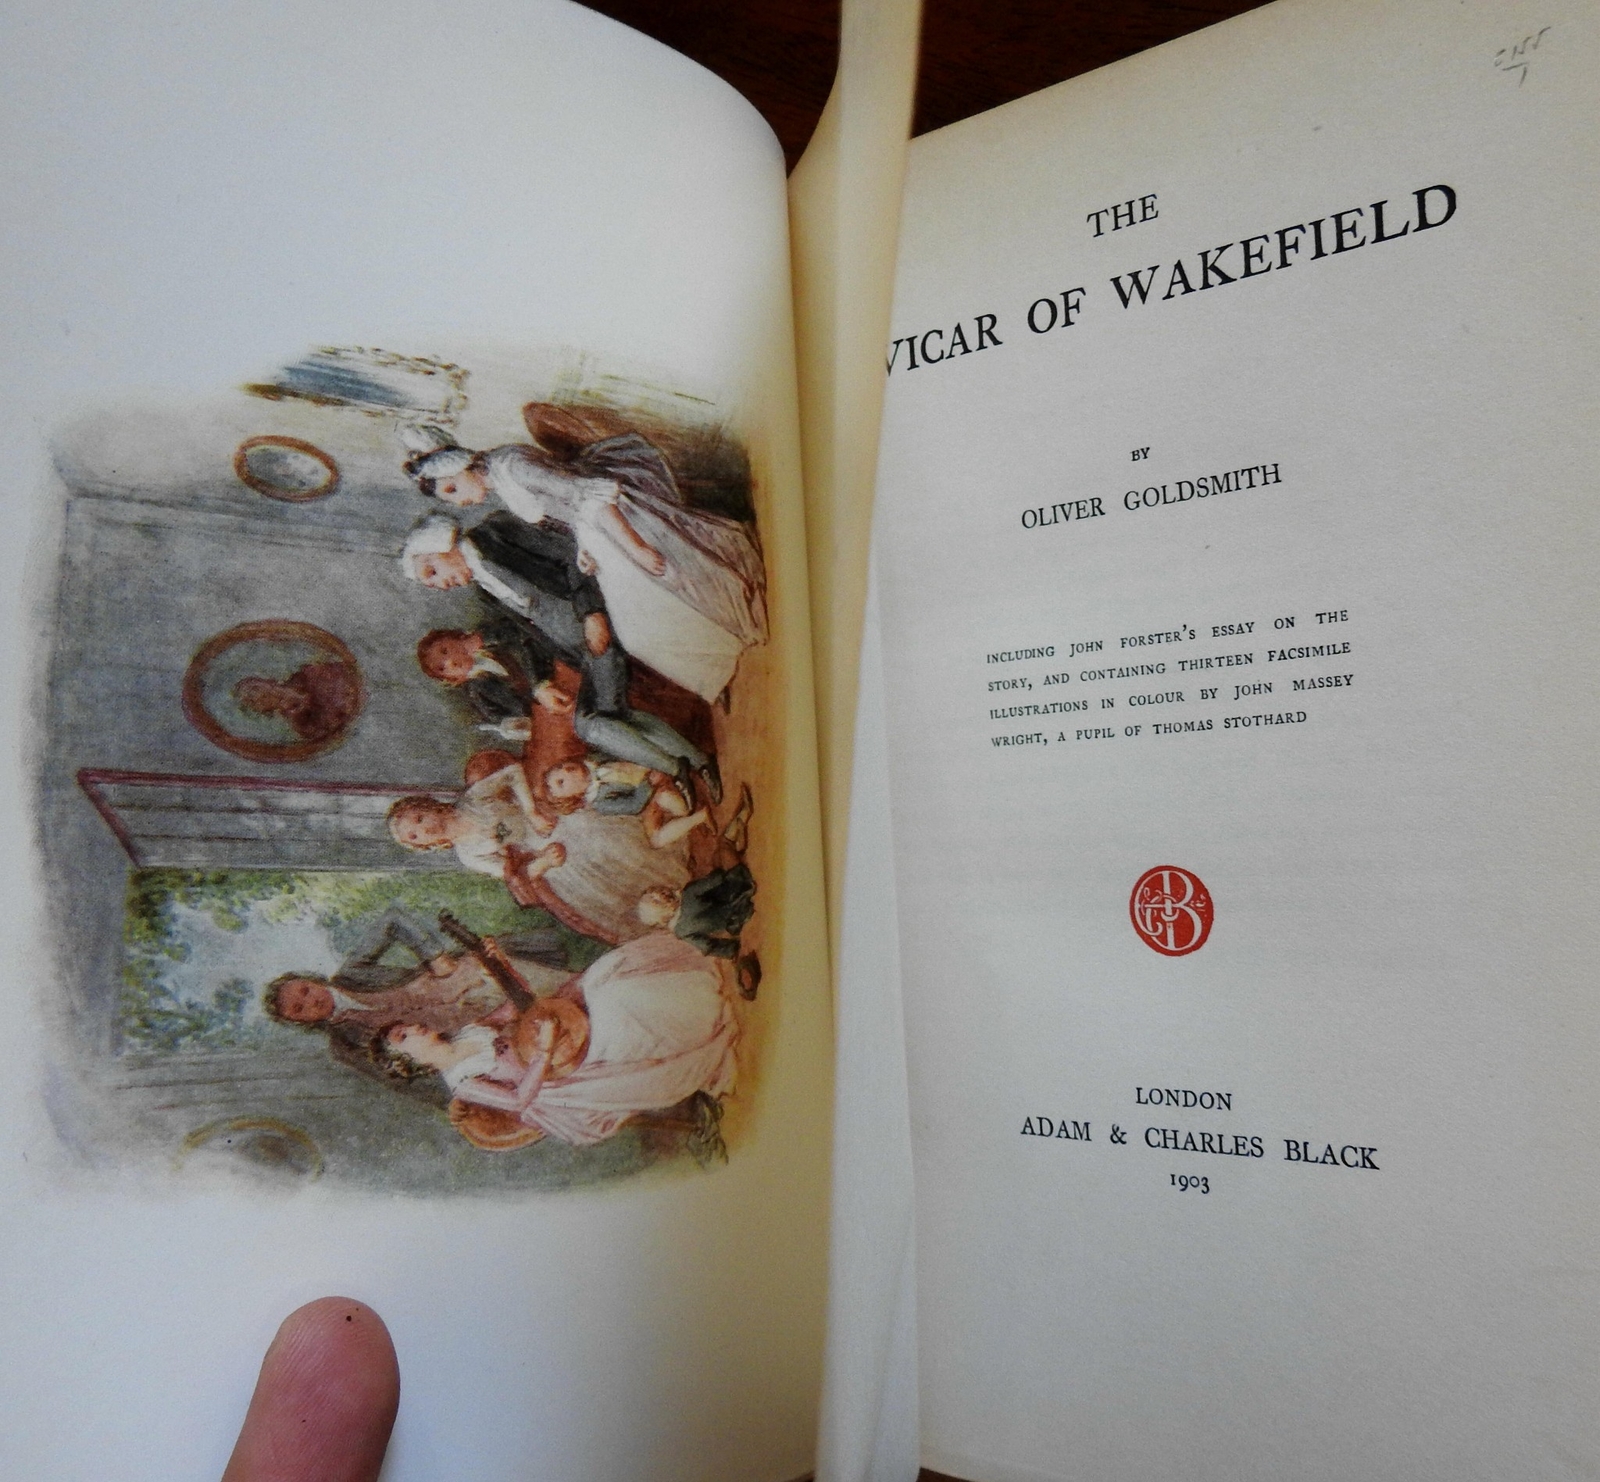 THE
VICAR OF WAKEFIELD
BY
OLIVER GOLDSMITH
INCLUDING JOHN FORSTER'S ESSAY ON THE
STORY, AND CONTAINING THIRTEEN FACSIMILE
ILLUSTRATIONS IN COLOUR BY JOHN MASSEY
WRIGHT, A PUPIL OF THOMAS STOTHARD
LONDON
ADAM & CHARLES BLACK
1903